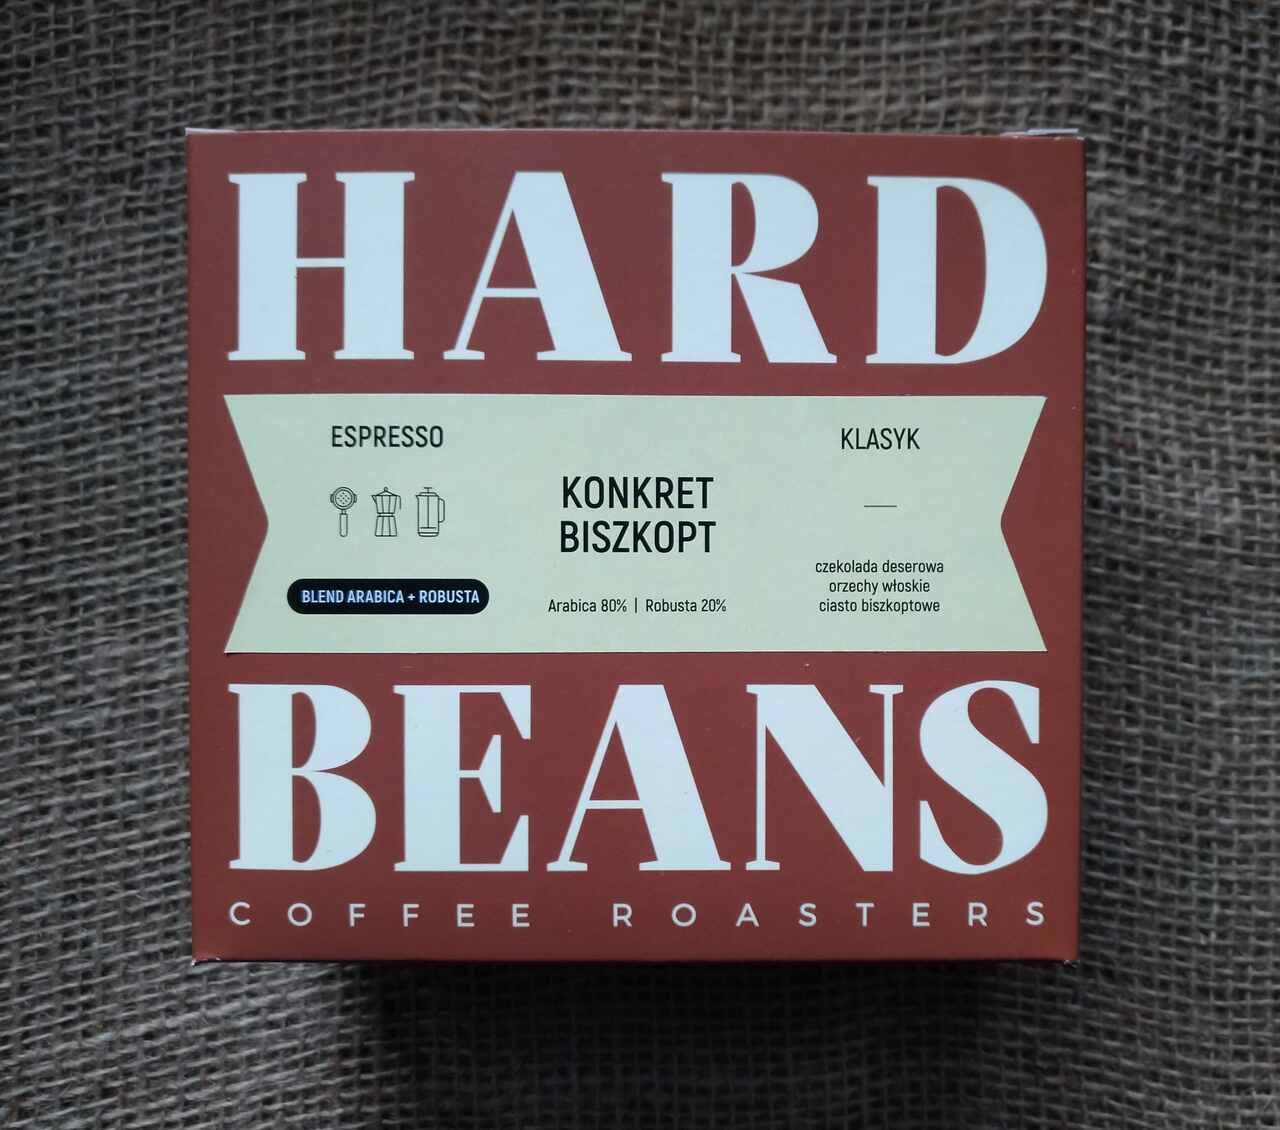 HARD
ESPRESSO
BLEND ARABICA + ROBUSTA
KONKRET
BISZKOPT
Arabica 80% | Robusta 20%
KLASYK
czekolada deserowa
orzechy włoskie
ciasto biszkoptowe
BEANS
COFFEE ROASTERS